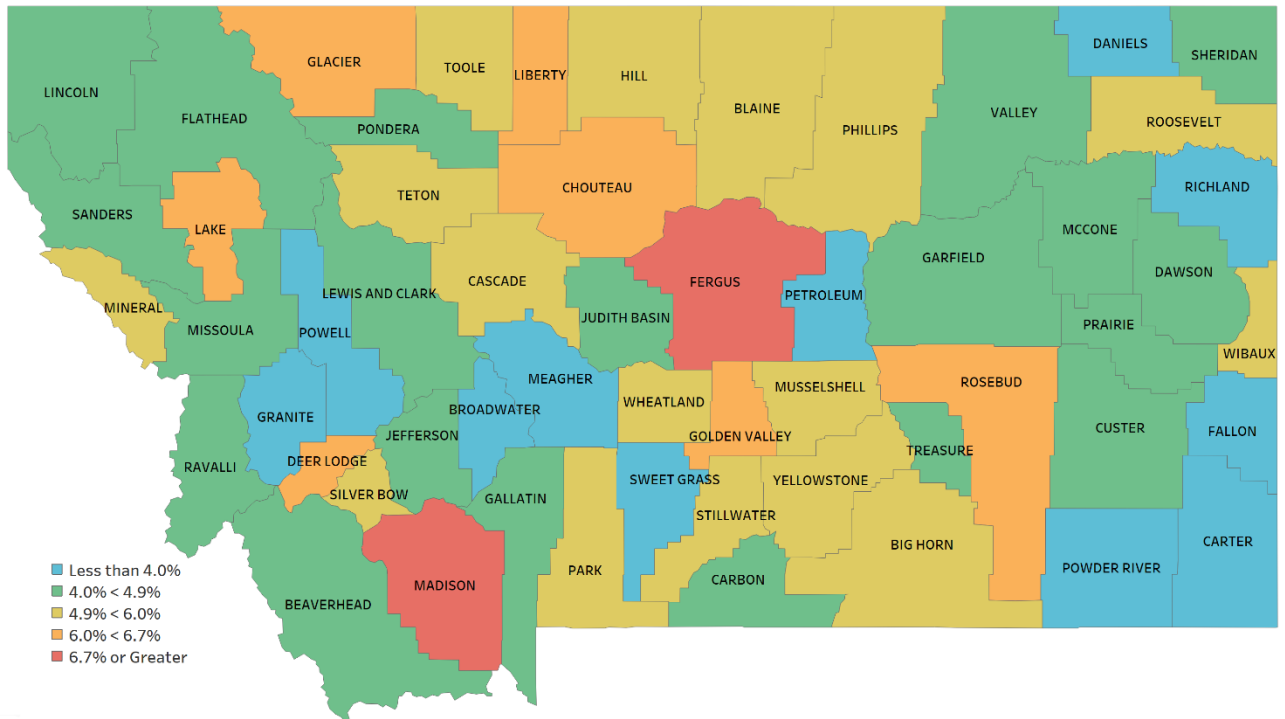 DANIELS
SHERIDAN
GLACIER
TOOLE
LIBERTY
HILL
LINCOLN
BLAINE
VALLEY
FLATHEAD
PONDERA
PHILLIPS
ROOSEVELT
CHOUTEAU
RICHLAND
TETON
SANDERS
LAKE
MCCONE
GARFIELD
DAWSON
CASCADE
FERGUS
LEWIS AND CLARK
PETROLEUM
MINERAL
JUDITH BASIN
PRAIRIE
MISSOULA
POWELL
WIBAUX
MEAGHER
ROSEBUD
MUSSELSHELL
WHEATLAND
BROADWATER
GRANITE
CUSTER
FALLON
JEFFERSON
GOLDEN VALLEY
TREASURE
DEER LODGE
RAVALLI
SWEET GRASS
YELLOWSTONE
SILVER BOW
GALLATIN
STILLWATER
CARTER
BIG HORN
PARK
POWDER RIVER
CARBON
MADISON
BEAVERHEAD
Less than 4.0%
4.0% < 4.9%
4.9% < 6.0%
6.0% < 6.7%
6.7% or Greater